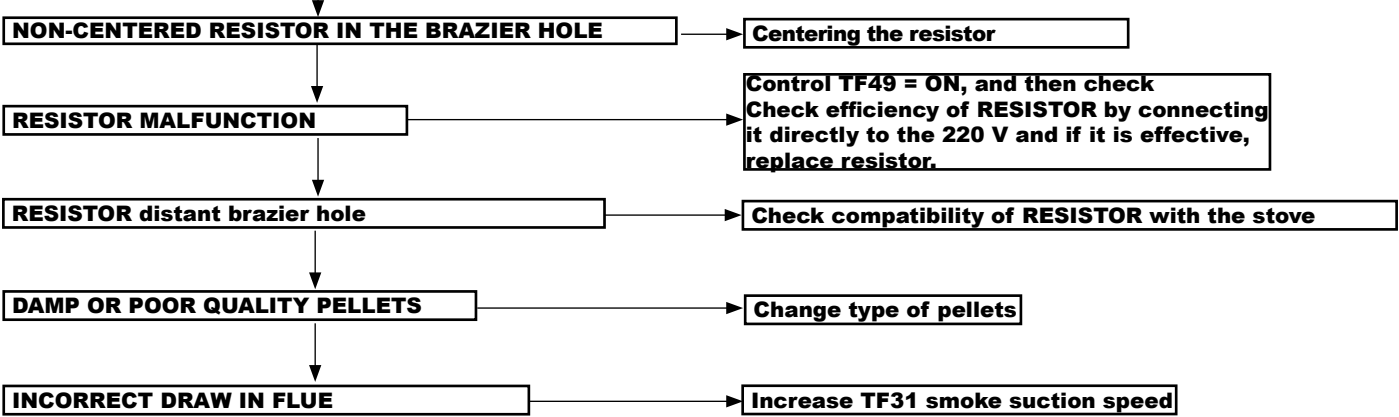 NON-CENTERED RESISTOR IN THE BRAZIER HOLE
Centering the resistor
RESISTOR MALFUNCTION
Control TF49 = ON, and then check
Check efficiency of RESISTOR by connecting
it directly to the 220 V and if it is effective,
replace resistor.
RESISTOR distant brazier hole
Check compatibility of RESISTOR with the stove
DAMP OR POOR QUALITY PELLETS
Change type of pellets
INCORRECT DRAW IN FLUE
Increase TF31 smoke suction speed